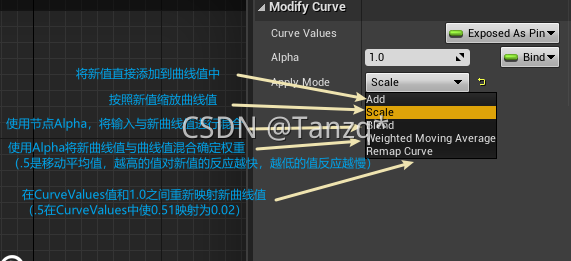 Modify Curve
Curve Values
Exposed As Pin
Alpha
1.0
Bind
将新值直接添加到曲线值中
Apply Mode
Scale
Add
按照新值缩放曲线值
Scale
使用节点Alpha，将输入与新曲线值进行混合
Blend
CSDN @Tanzq
使用Alpha将新曲线值与曲线值混合确定权重
Weighted Moving Average
（.5是移动平均值，越高的值对新值的反应越快，越低的值反应越慢）
Remap Curve
在CurveValues值和1.0之间重新映射新曲线值
（.5在CurveValues中使0.51映射为0.02）